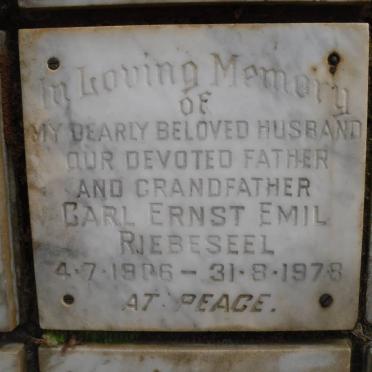 In Loving Memory
OF
MY DEARLY BELOVED HUSBAND
OUR DEVOTED FATHER
AND GRANDFATHER
CARL ERNST EMIL
RIEBESEEL
4·7·1906 – 31·8·1978
AT PEACE.